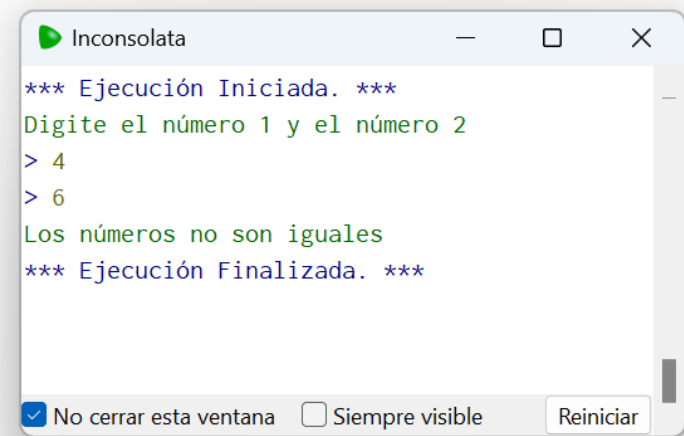 Inconsolata
*** Ejecución Iniciada. ***
Digite el número 1 y el número 2
> 4
> 6
Los números no son iguales
*** Ejecución Finalizada. ***
No cerrar esta ventana Siempre visible Reiniciar